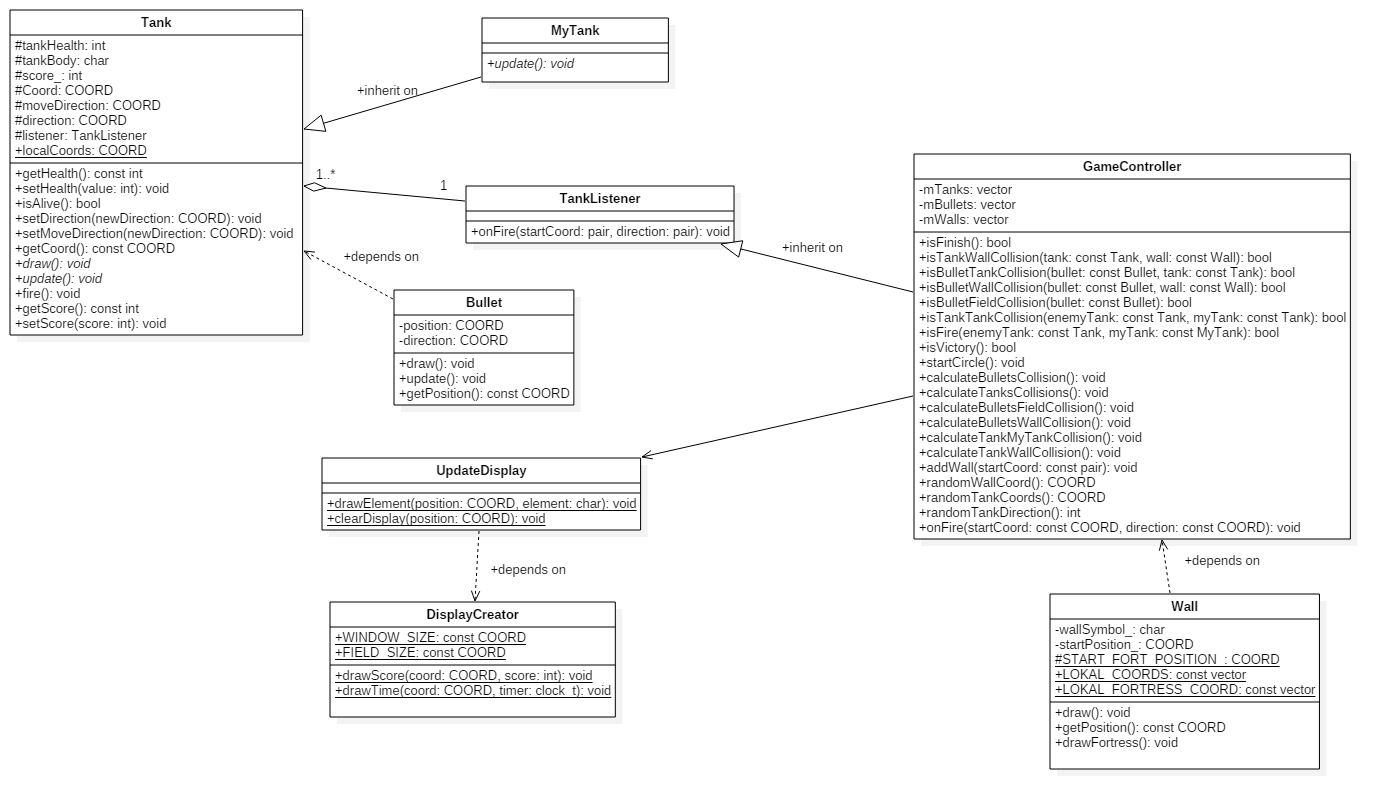 Tank
#tankHealth: int
#tankBody: char
#score_: int
#Coord: COORD
#moveDirection: COORD
#direction: COORD
#listener: TankListener
+localCoords: COORD
+getHealth(): const int
+setHealth(value: int): void
+isAlive(): bool
+setDirection(newDirection: COORD): void
+setMoveDirection(newDirection: COORD): void
+getCoord(): const COORD
+draw(): void
+update(): void
+fire(): void
+getScore(): const int
+setScore(score: int): void
MyTank
+update(): void
+inherit on
1..*
1
TankListener
+onFire(startCoord: pair, direction: pair): void
+inherit on
+depends on
Bullet
-position: COORD
-direction: COORD
+draw(): void
+update(): void
+getPosition(): const COORD
GameController
-mTanks: vector
-mBullets: vector
-mWalls: vector
+isFinish(): bool
+isTankWallCollision(tank: const Tank, wall: const Wall): bool
+isBulletTankCollision(bullet: const Bullet, tank: const Tank): bool
+isBulletWallCollision(bullet: const Bullet, wall: const Wall): bool
+isBulletFieldCollision(bullet: const Bullet): bool
+isTankTankCollision(enemyTank: const Tank, myTank: const Tank): bool
+isFire(enemyTank: const Tank, myTank: const MyTank): bool
+isVictory(): bool
+startCircle(): void
+calculateBulletsCollision(): void
+calculateTanksCollisions(): void
+calculateBulletsFieldCollision(): void
+calculateBulletsWallCollision(): void
+calculateTankMyTankCollision(): void
+calculateTankWallCollision(): void
+addWall(startCoord: const pair): void
+randomWallCoord(): COORD
+randomTankCoords(): COORD
+randomTankDirection(): int
+onFire(startCoord: const COORD, direction: const COORD): void
UpdateDisplay
+drawElement(position: COORD, element: char): void
+clearDisplay(position: COORD): void
+depends on
DisplayCreator
+WINDOW_SIZE: const COORD
+FIELD_SIZE: const COORD
+drawScore(coord: COORD, score: int): void
+drawTime(coord: COORD, timer: clock_t): void
+depends on
Wall
-wallSymbol_: char
-startPosition_: COORD
#START_FORT_POSITION_: COORD
+LOKAL_COORDS: const vector
+LOKAL_FORTRESS_COORD: const vector
+draw(): void
+getPosition(): const COORD
+drawFortress(): void